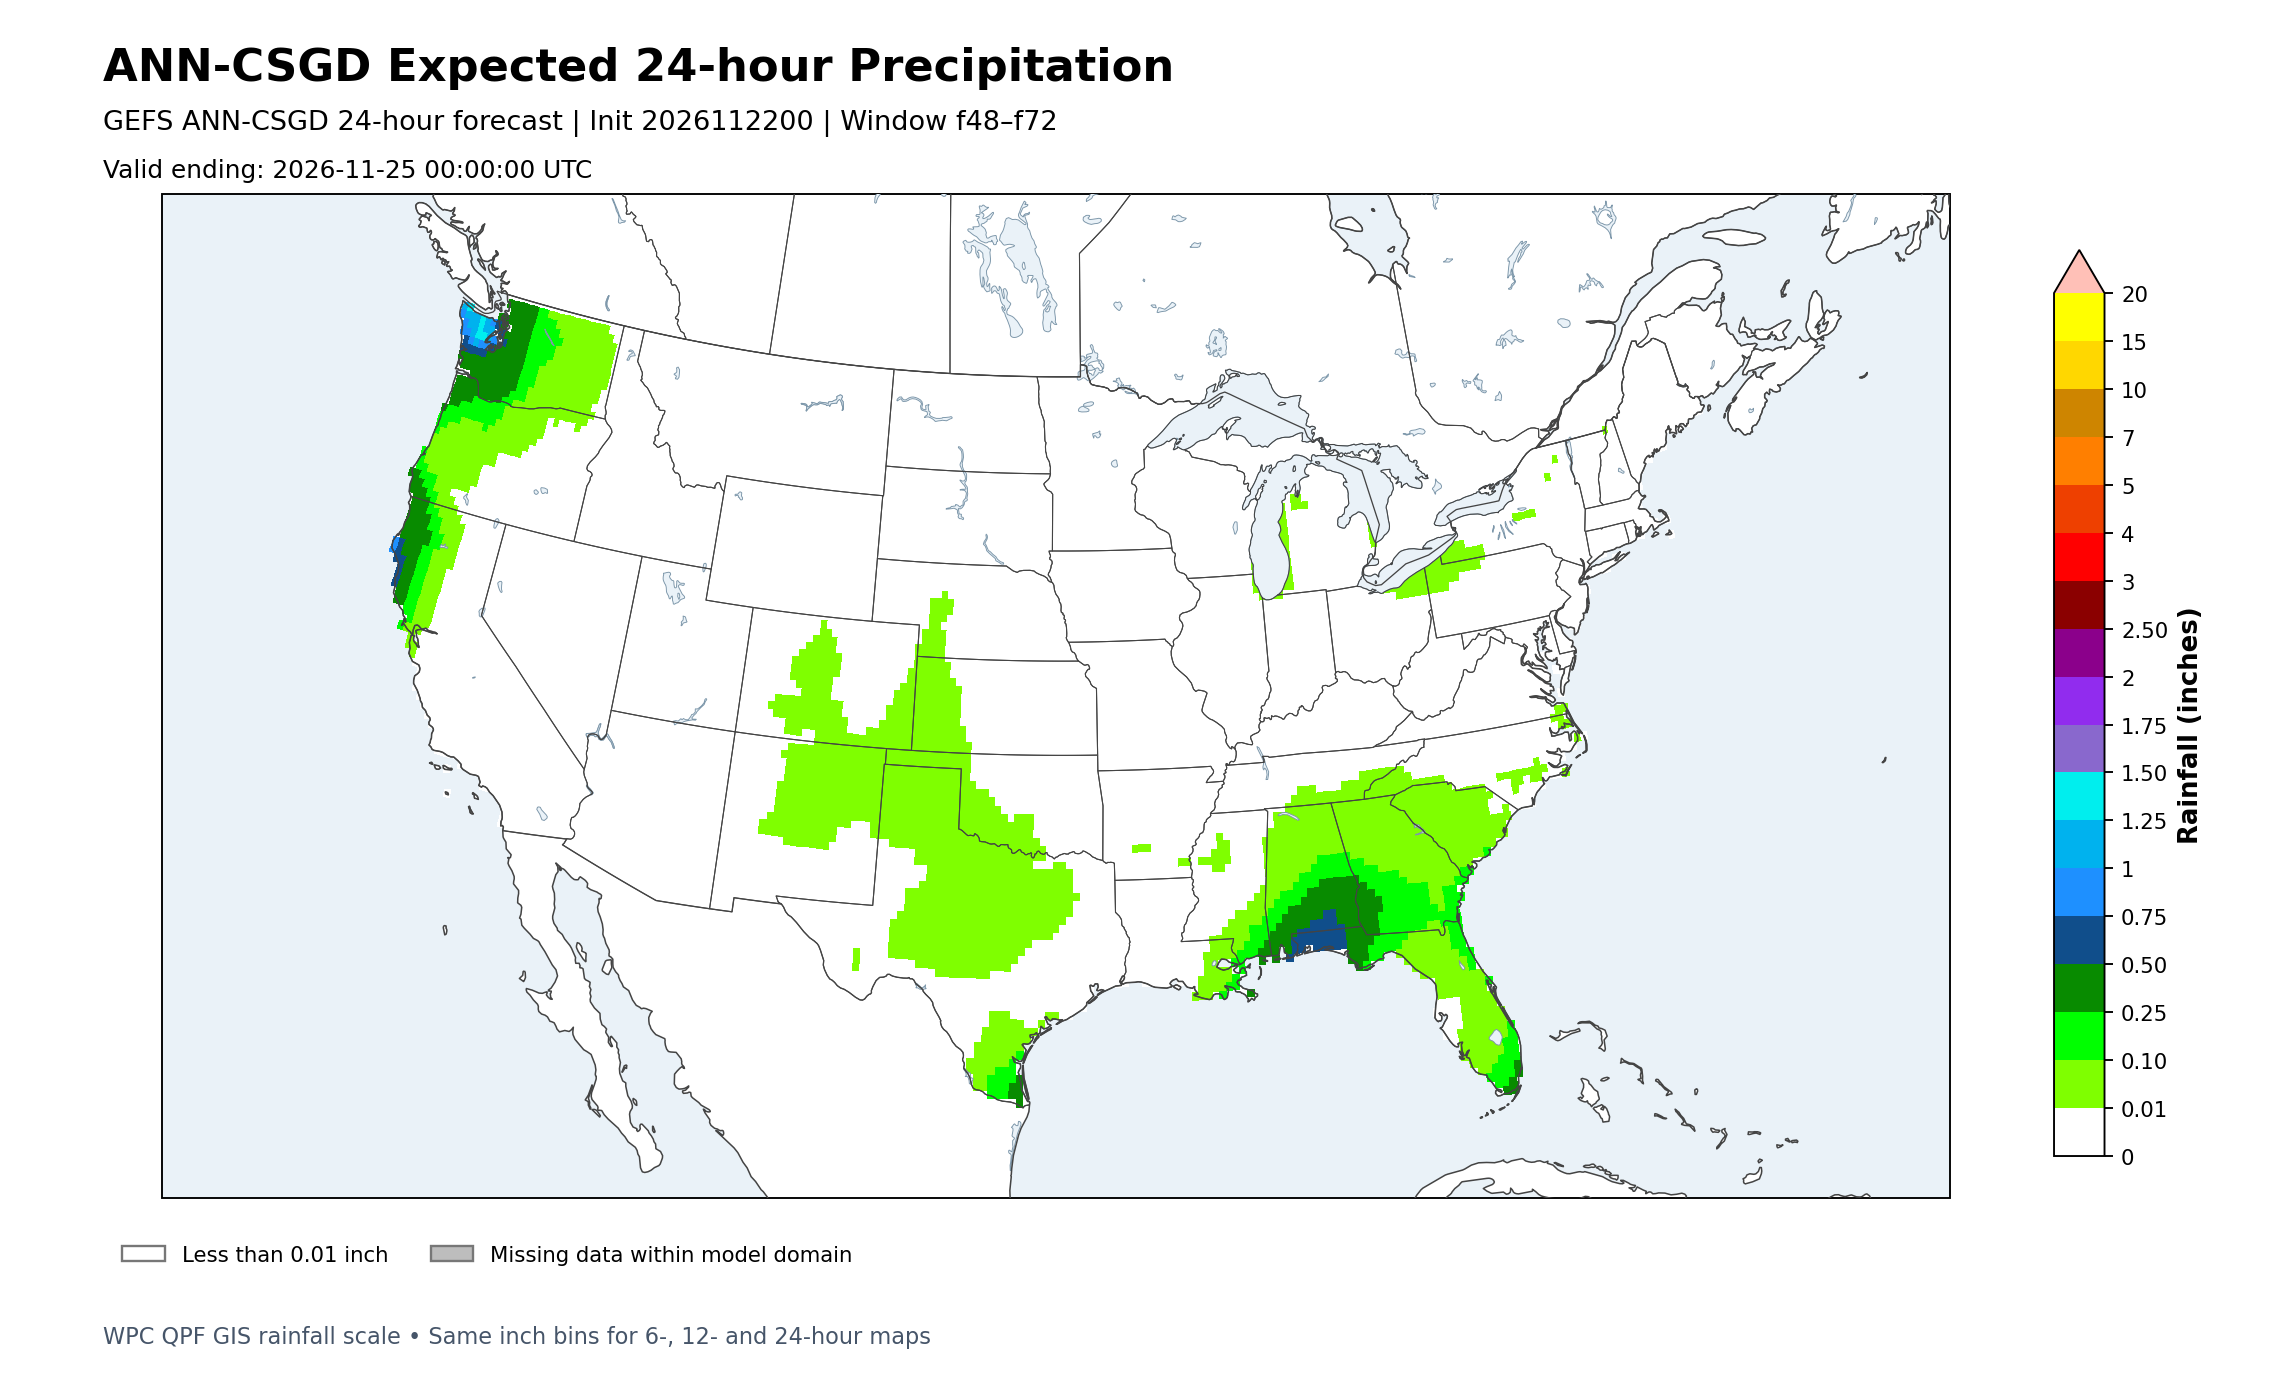 ANN-CSGD Expected 24-hour Precipitation
GEFS ANN-CSGD 24-hour forecast | Init 2026112200 | Window f48–f72
Valid ending: 2026-11-25 00:00:00 UTC
20
15
10
7
5
4
3
2.50
2
1.75
1.50
1.25
1
0.75
0.50
0.25
0.10
0.01
0
Rainfall (inches)
Less than 0.01 inch
Missing data within model domain
WPC QPF GIS rainfall scale • Same inch bins for 6-, 12- and 24-hour maps